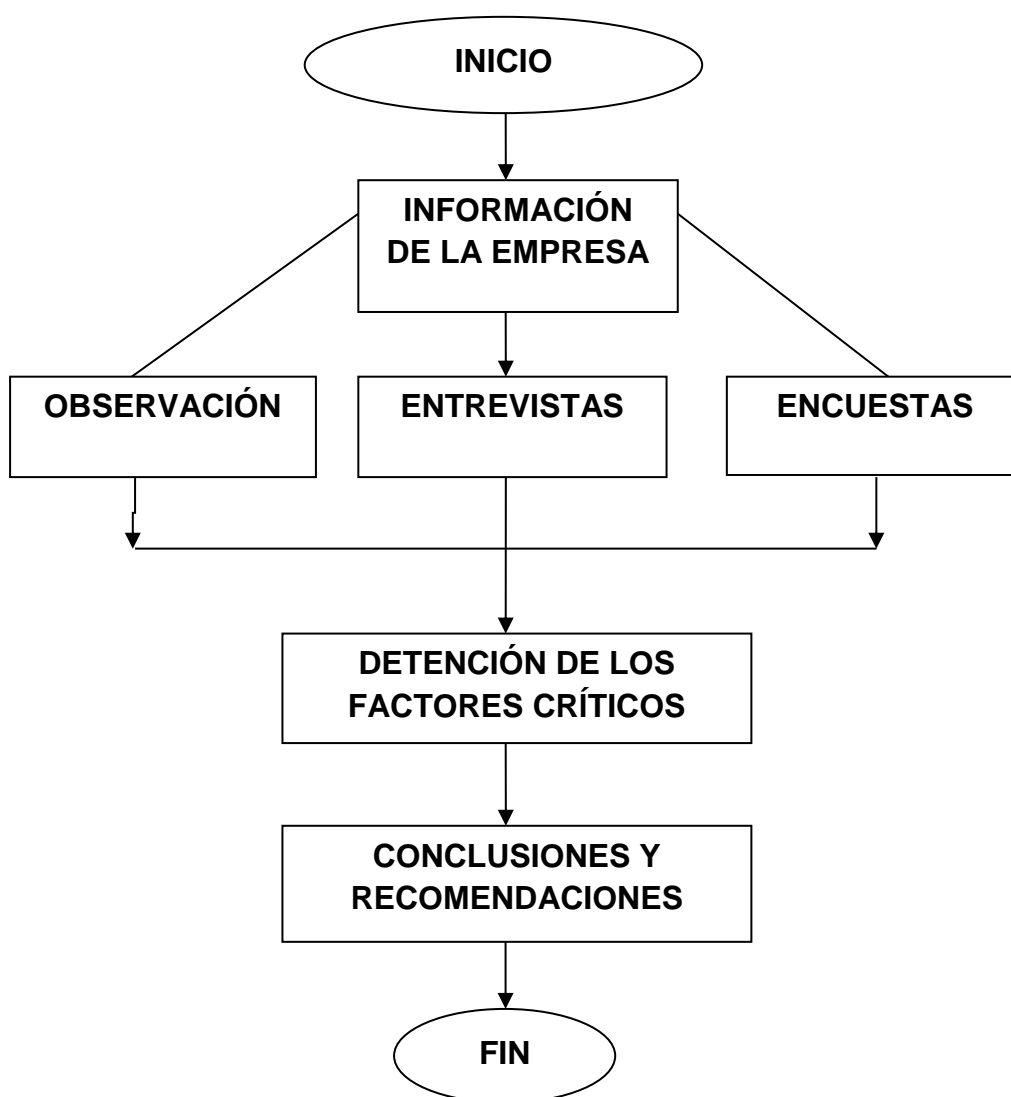 INICIO
INFORMACIÓN
DE LA EMPRESA
OBSERVACIÓN
ENTREVISTAS
ENCUESTAS
DETENCIÓN DE LOS
FACTORES CRÍTICOS
CONCLUSIONES Y
RECOMENDACIONES
FIN